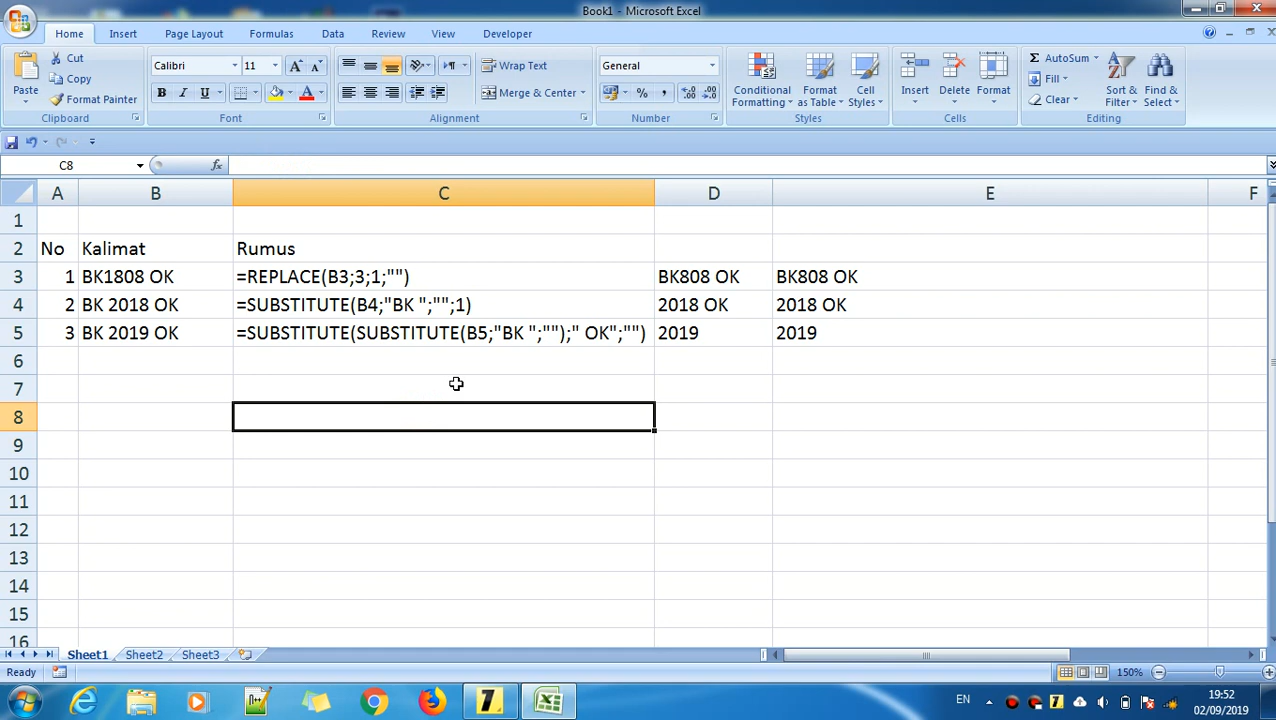 Book1 - Microsoft Excel
Home Insert Page Layout Formulas Data Review View Developer
Paste
Cut
Copy
Format Painter
Clipboard
Calibri 11
B I U
Font
Wrap Text
Merge & Center
Alignment
General
Number
Conditional Formatting
Format as Table
Cell Styles
Styles
Insert Delete Format
Cells
AutoSum
Fill
Clear
Sort & Filter
Find & Select
Editing
C8 fx
A B C D E F
1
2 No Kalimat Rumus
3 1 BK1808 OK =REPLACE(B3;3;1;"") BK808 OK BK808 OK
4 2 BK 2018 OK =SUBSTITUTE(B4;"BK ";"";1) 2018 OK 2018 OK
5 3 BK 2019 OK =SUBSTITUTE(SUBSTITUTE(B5;"BK ";"");" OK";"") 2019 2019
6
7
8
9
10
11
12
13
14
15
16
Sheet1 Sheet2 Sheet3
Ready 150%
EN 19:52
02/09/2019